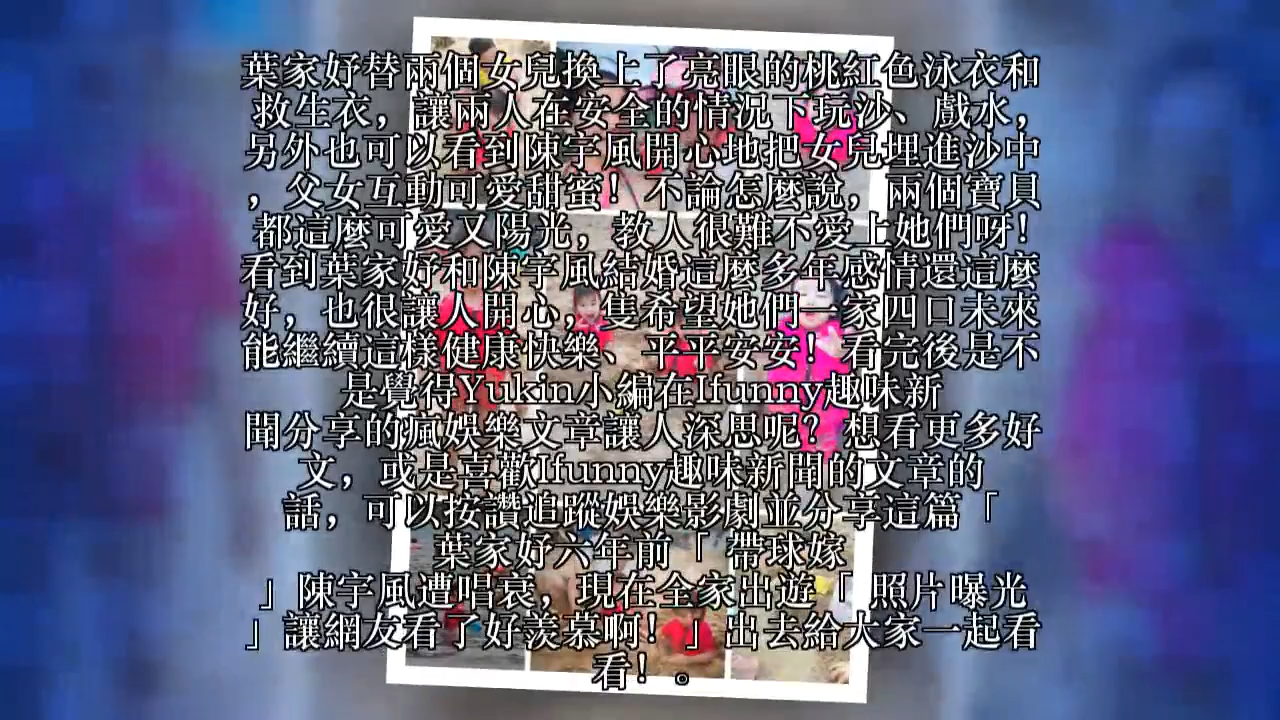 葉家妤替兩個女兒換上了亮眼的桃紅色泳衣和
救生衣，讓兩人在安全的情況下玩沙、戲水，
另外也可以看到陳宇風開心地把女兒埋進沙中
，父女互動可愛甜蜜！不論怎麼說，兩個寶貝
都這麼可愛又陽光，教人很難不愛上她們呀！
看到葉家妤和陳宇風結婚這麼多年感情還這麼
好，也很讓人開心，隻希望她們一家四口未來
能繼續這樣健康快樂、平平安安！看完後是不
是覺得Yukin小編在Ifunny趣味新
聞分享的瘋娛樂文章讓人深思呢？想看更多好
文，或是喜歡Ifunny趣味新聞的文章的
話，可以按讚追蹤娛樂影劇並分享這篇「
葉家妤六年前「 帶球嫁
」陳宇風遭唱衰，現在全家出遊「 照片曝光
」讓網友看了好羨慕啊！」出去給大家一起看
看！。